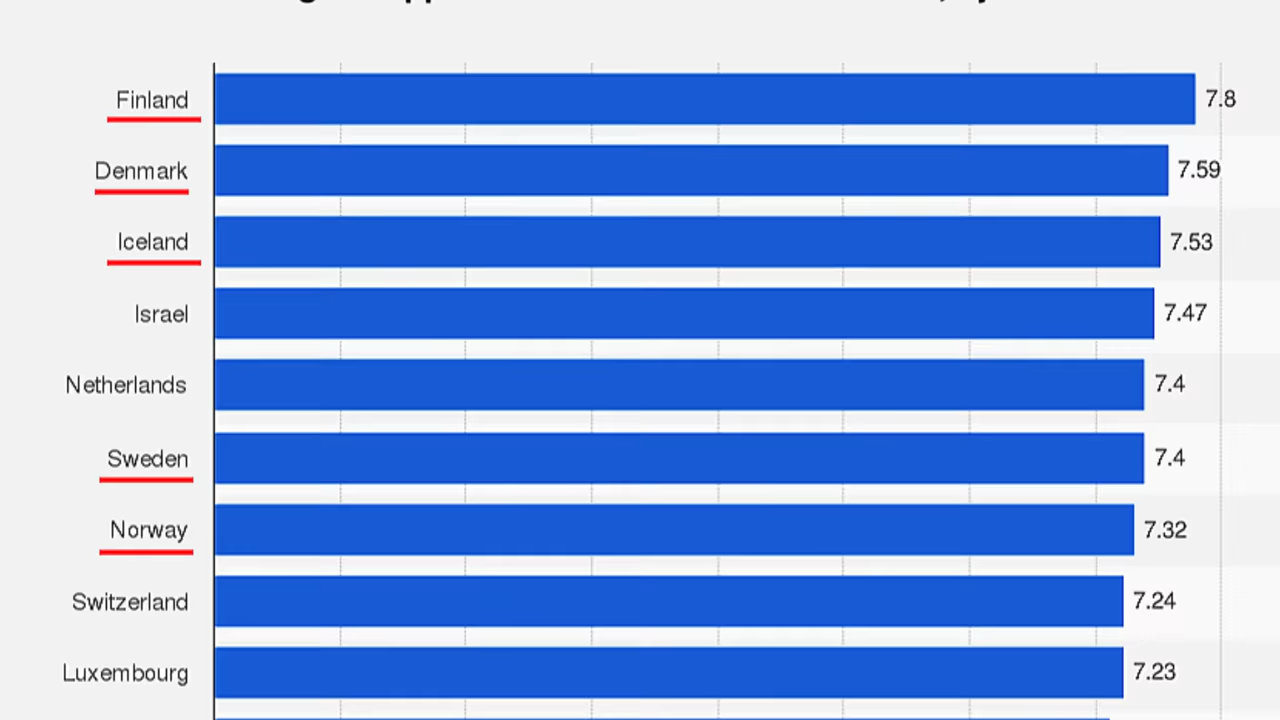 Finland 7.8
Denmark 7.59
Iceland 7.53
Israel 7.47
Netherlands 7.4
Sweden 7.4
Norway 7.32
Switzerland 7.24
Luxembourg 7.23